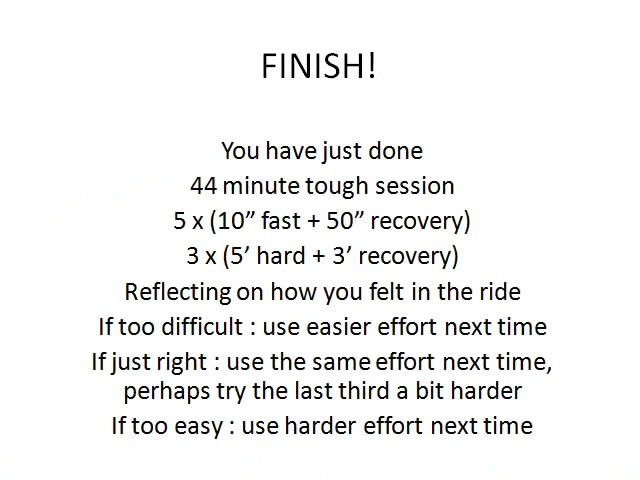 FINISH!
You have just done
44 minute tough session
5 x (10” fast + 50” recovery)
3 x (5’ hard + 3’ recovery)
Reflecting on how you felt in the ride
If too difficult : use easier effort next time
If just right : use the same effort next time,
perhaps try the last third a bit harder
If too easy : use harder effort next time